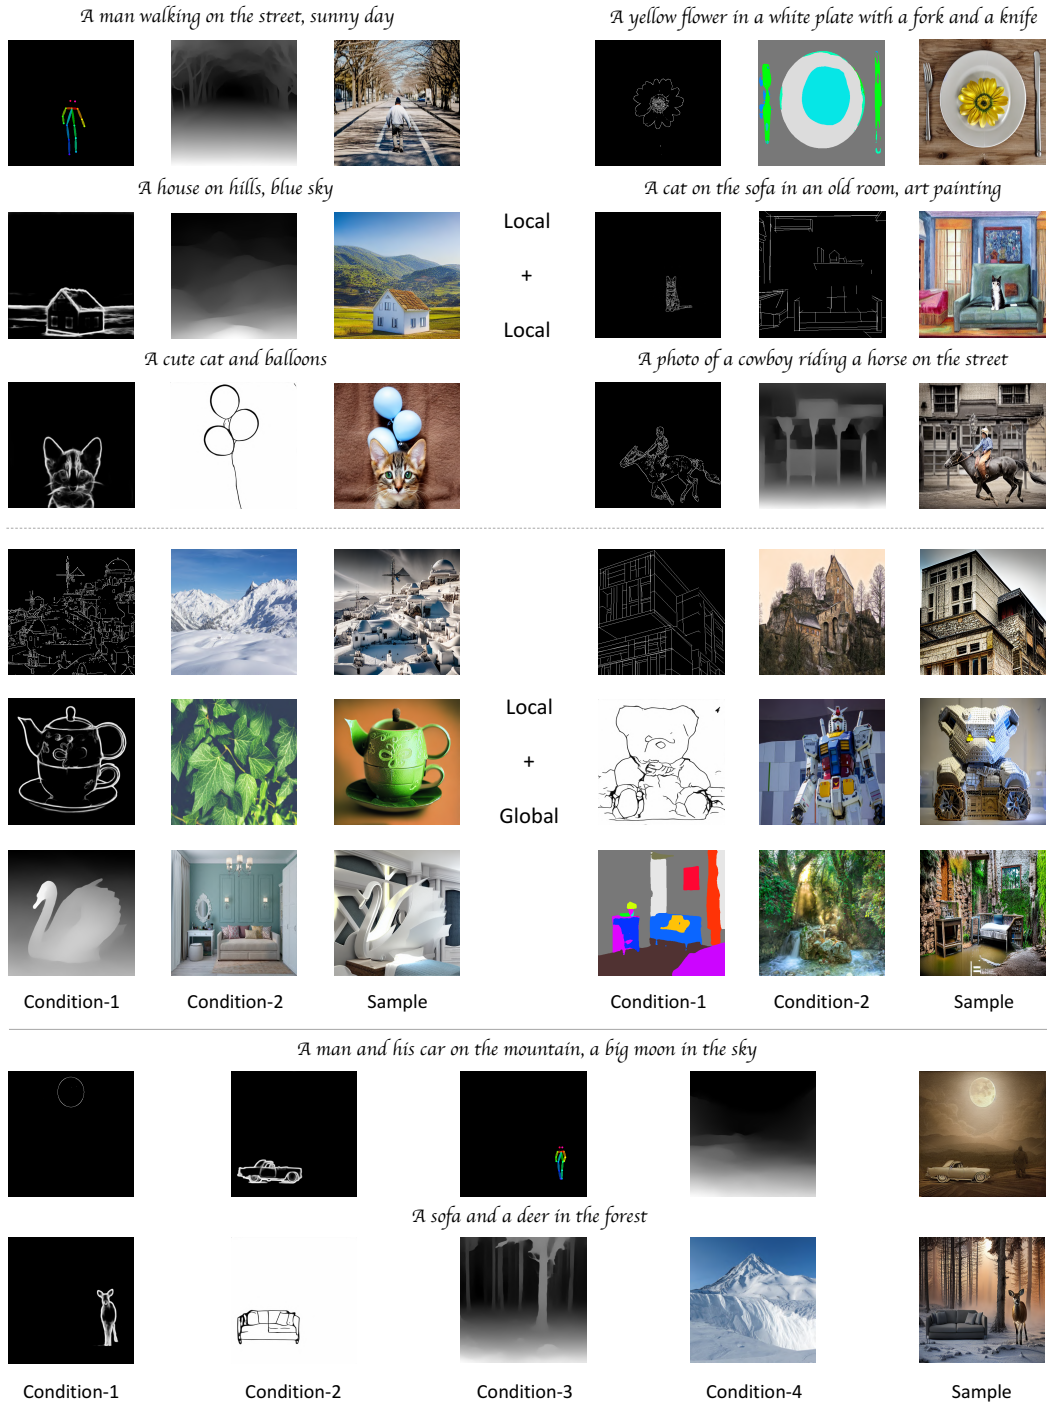 A man walking on the street, sunny day
A yellow flower in a white plate with a fork and a knife
A house on hills, blue sky
A cat on the sofa in an old room, art painting
Local
+
Local
A cute cat and balloons
A photo of a cowboy riding a horse on the street
Local
+
Global
Condition-1
Condition-2
Sample
Condition-1
Condition-2
Sample
A man and his car on the mountain, a big moon in the sky
A sofa and a deer in the forest
Condition-1
Condition-2
Condition-3
Condition-4
Sample